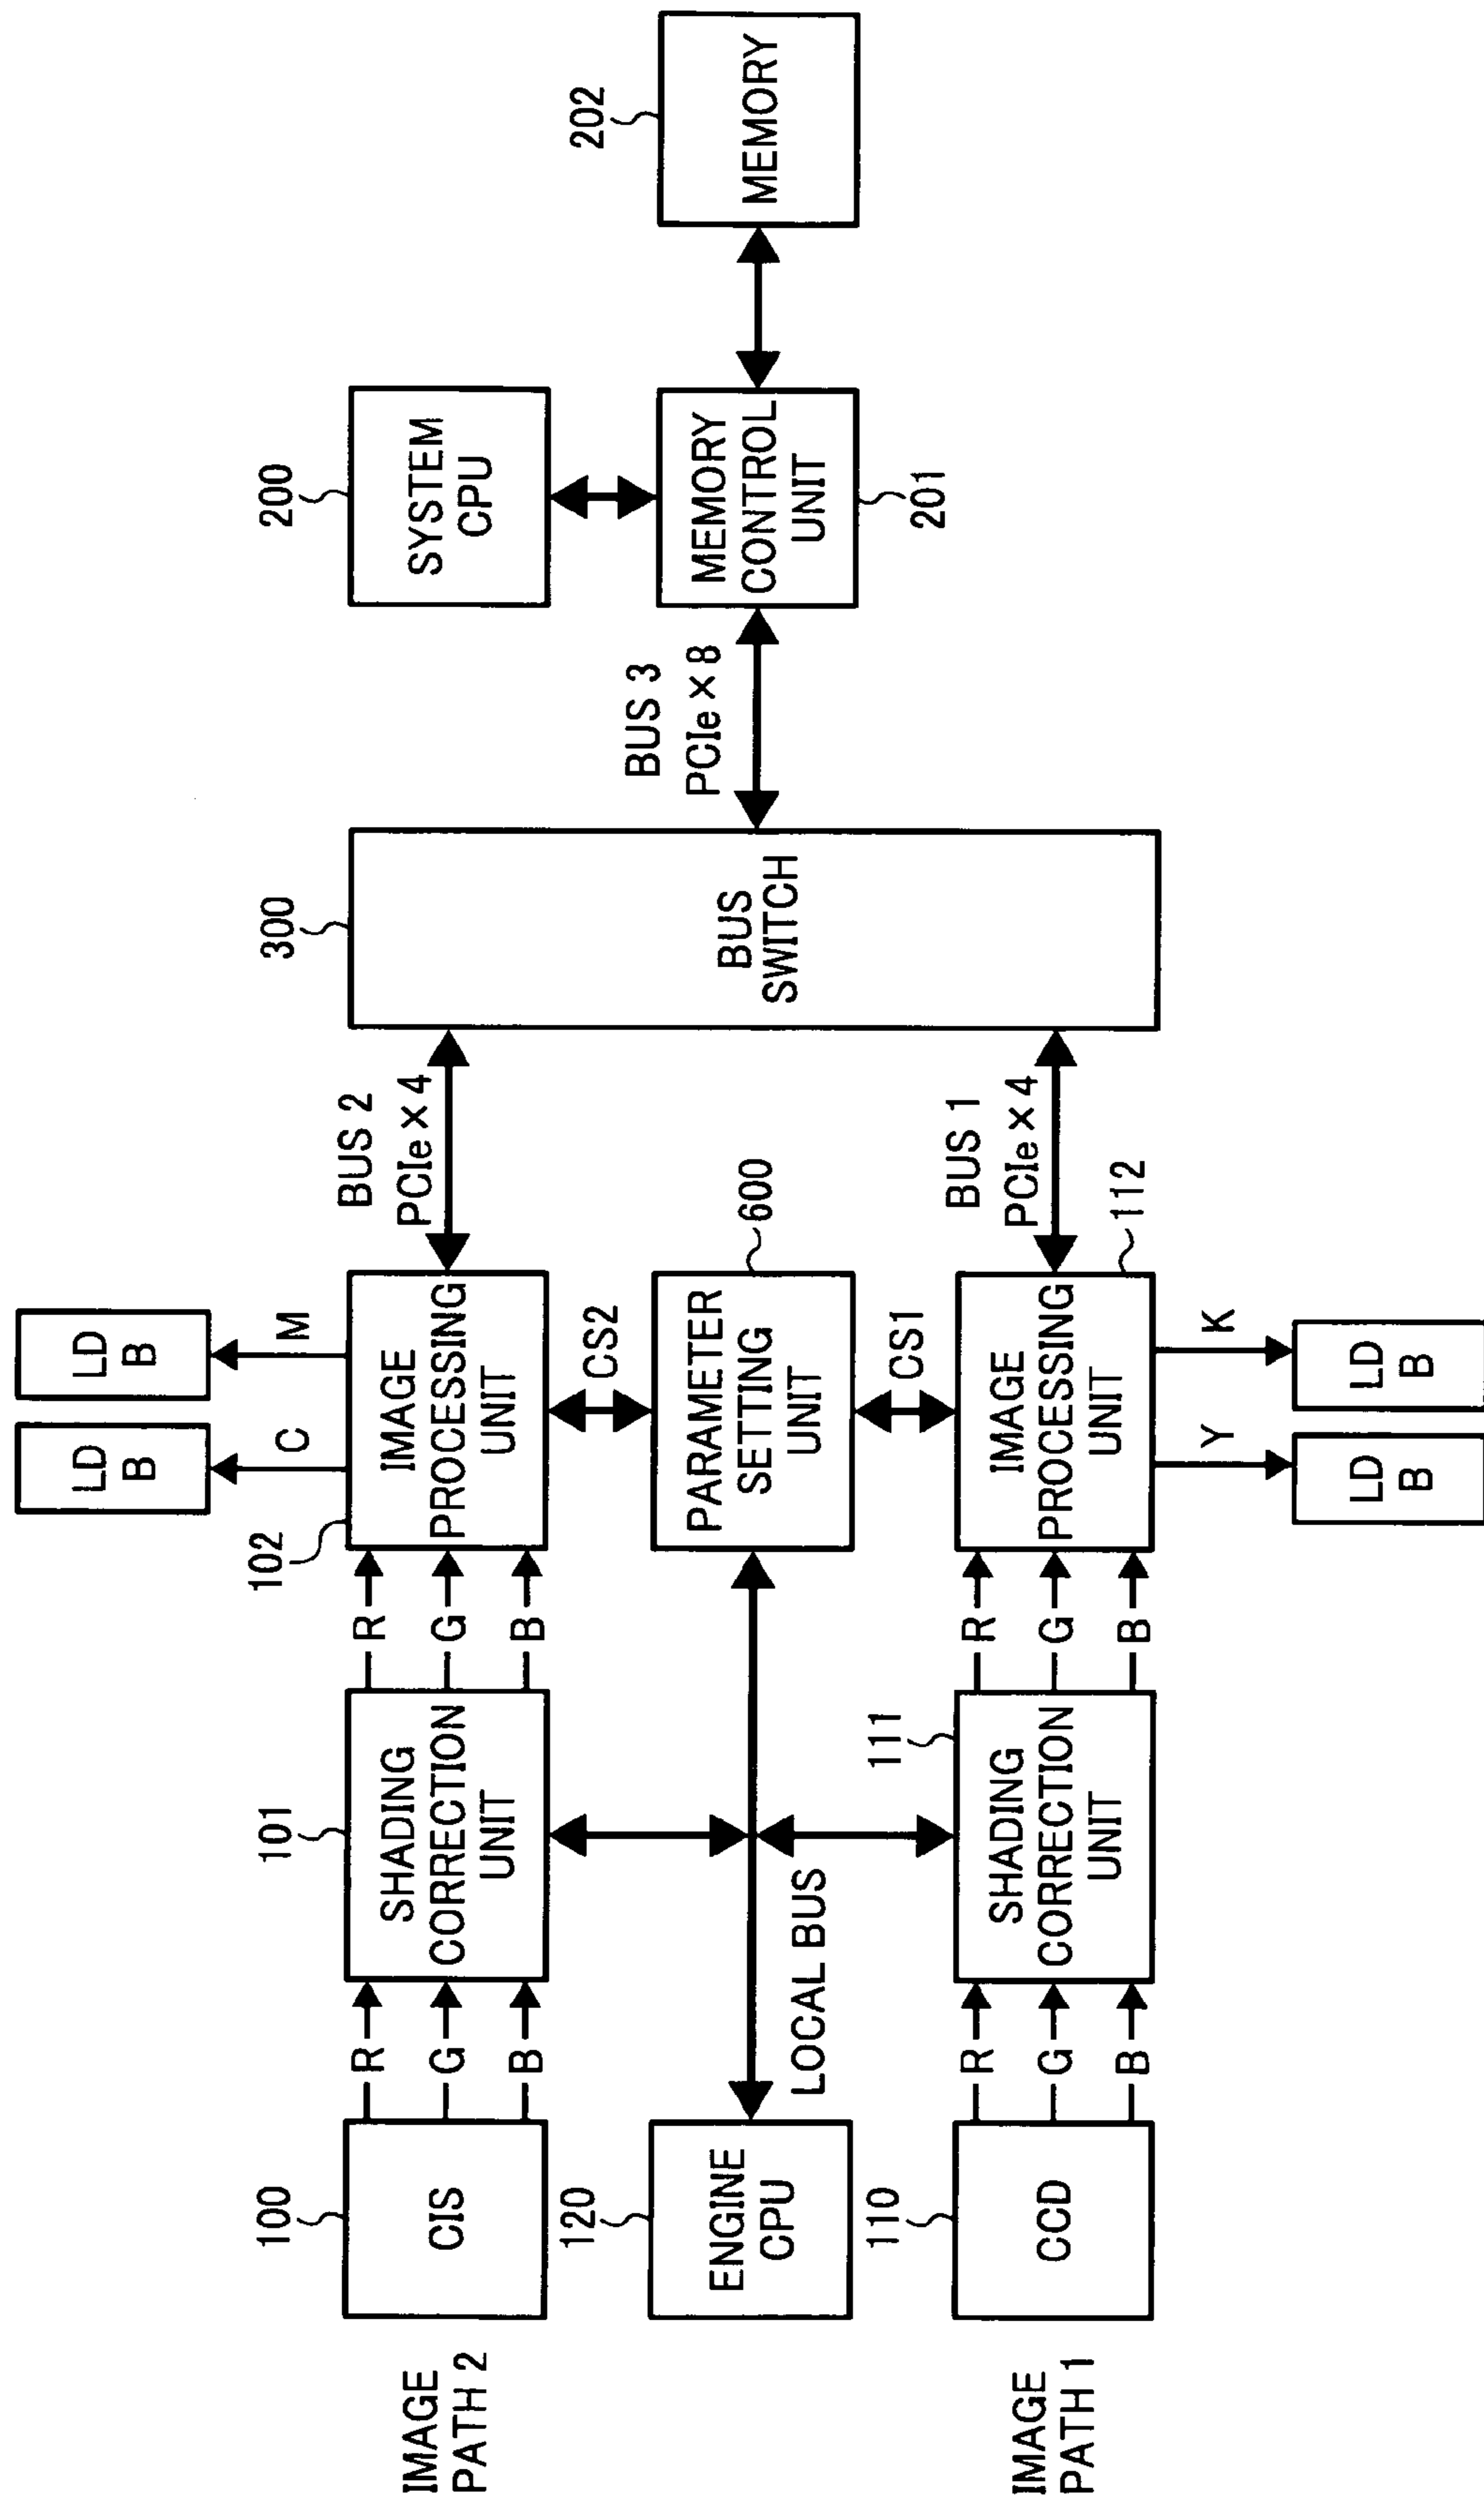 IMAGE
PATH 2
100
CIS
R
G
B
101
SHADING
CORRECTION
UNIT
R
G
B
102
IMAGE
PROCESSING
UNIT
C
LD
B
M
LD
B
BUS 2
PCIe x 4
120
ENGINE
CPU
LOCAL BUS
CS2
PARAMETER
SETTING
UNIT
600
CS1
IMAGE
PATH 1
110
CCD
R
G
B
111
SHADING
CORRECTION
UNIT
R
G
B
IMAGE
PROCESSING
UNIT
112
Y
LD
B
K
LD
B
BUS 1
PCIe x 4
300
BUS
SWITCH
BUS 3
PCIe x 8
200
SYSTEM
CPU
MEMORY
CONTROL
UNIT
201
202
MEMORY